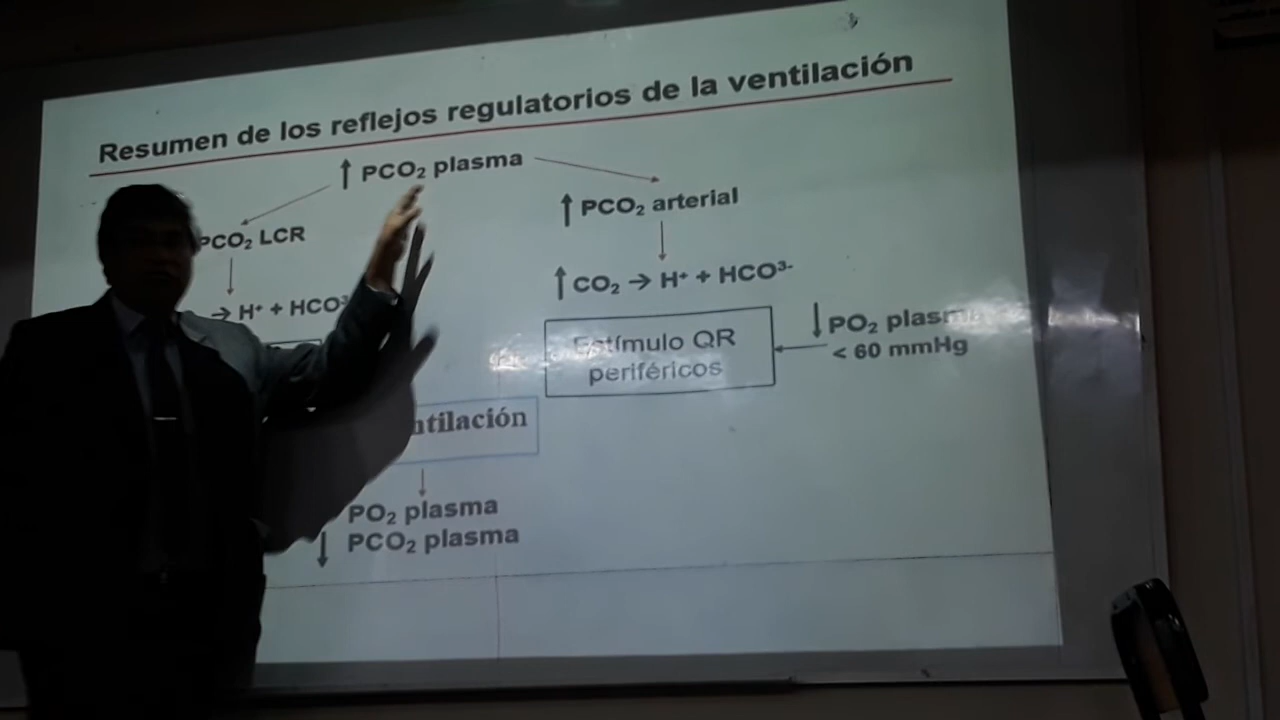 Resumen de los reflejos regulatorios de la ventilación
↑ PCO₂ plasma
PCO₂ LCR
↑ PCO₂ arterial
→ H⁺ + HCO³
↑ CO₂ → H⁺ + HCO³⁻
Estímulo QR
periféricos
↓ PO₂ plasma
< 60 mmHg
ntilación
PO₂ plasma
↓ PCO₂ plasma